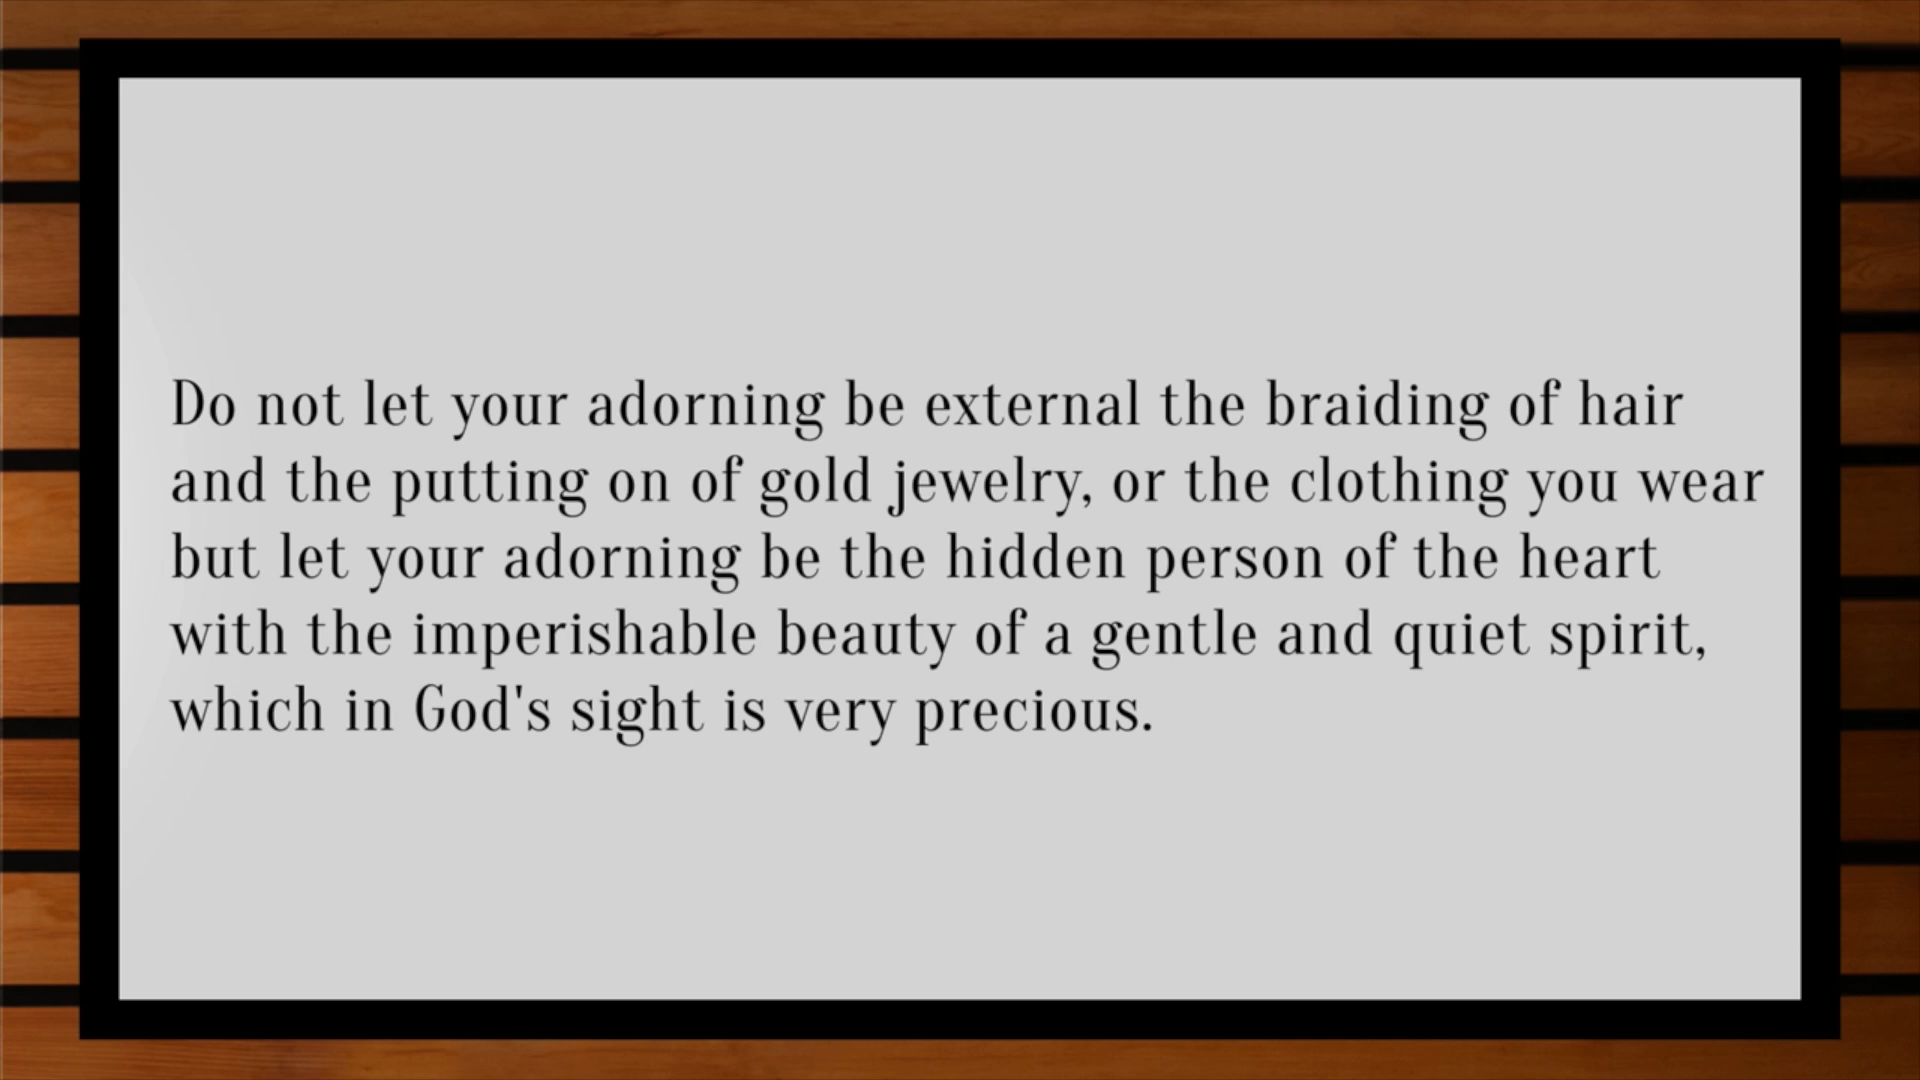 Do not let your adorning be external the braiding of hair
and the putting on of gold jewelry, or the clothing you wear
but let your adorning be the hidden person of the heart
with the imperishable beauty of a gentle and quiet spirit,
which in God's sight is very precious.